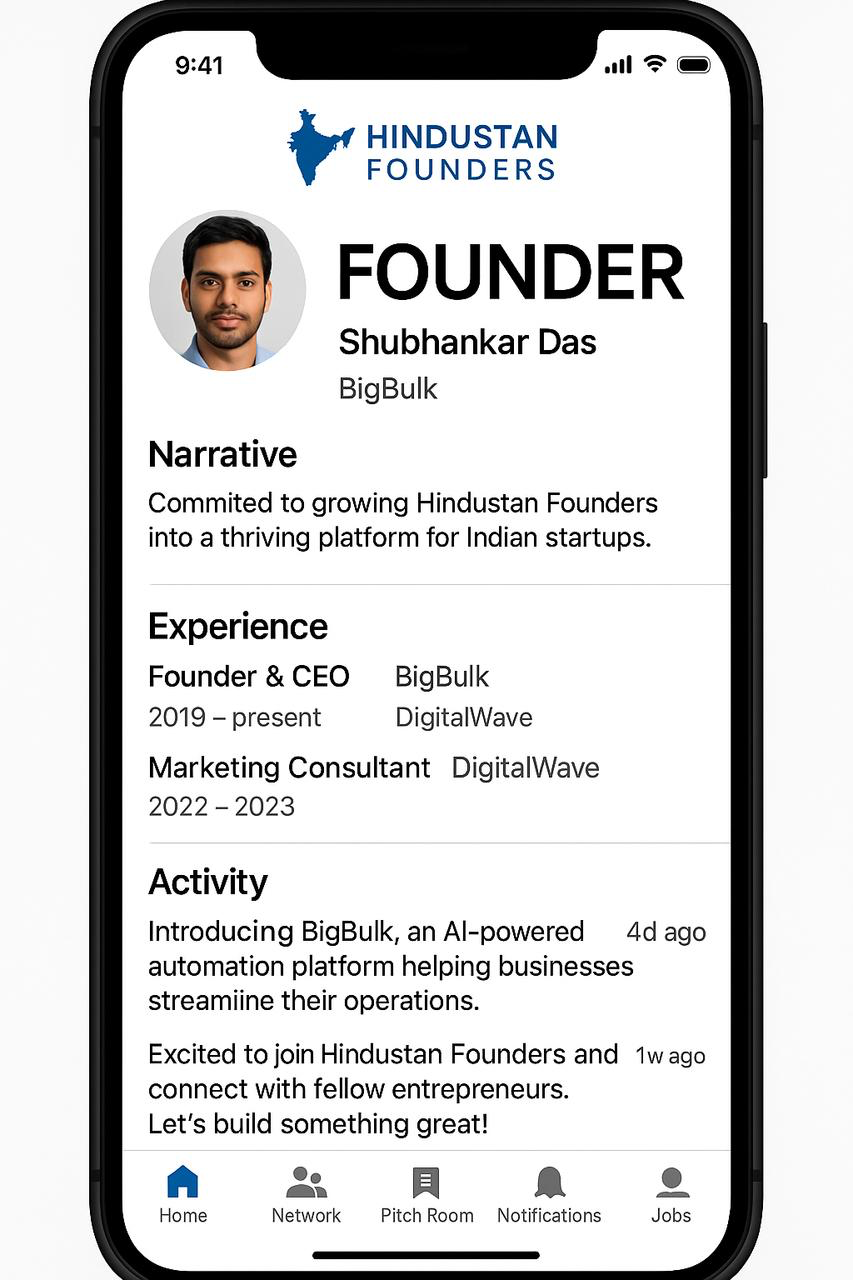 9:41
HINDUSTAN
FOUNDERS
FOUNDER
Shubhankar Das
BigBulk
Narrative
Commited to growing Hindustan Founders
into a thriving platform for Indian startups.
Experience
Founder & CEO BigBulk
2019 – present DigitalWave
Marketing Consultant DigitalWave
2022 – 2023
Activity
Introducing BigBulk, an AI-powered 4d ago
automation platform helping businesses
streamiine their operations.
Excited to join Hindustan Founders and 1w ago
connect with fellow entrepreneurs.
Let's build something great!
Home Network Pitch Room Notifications Jobs